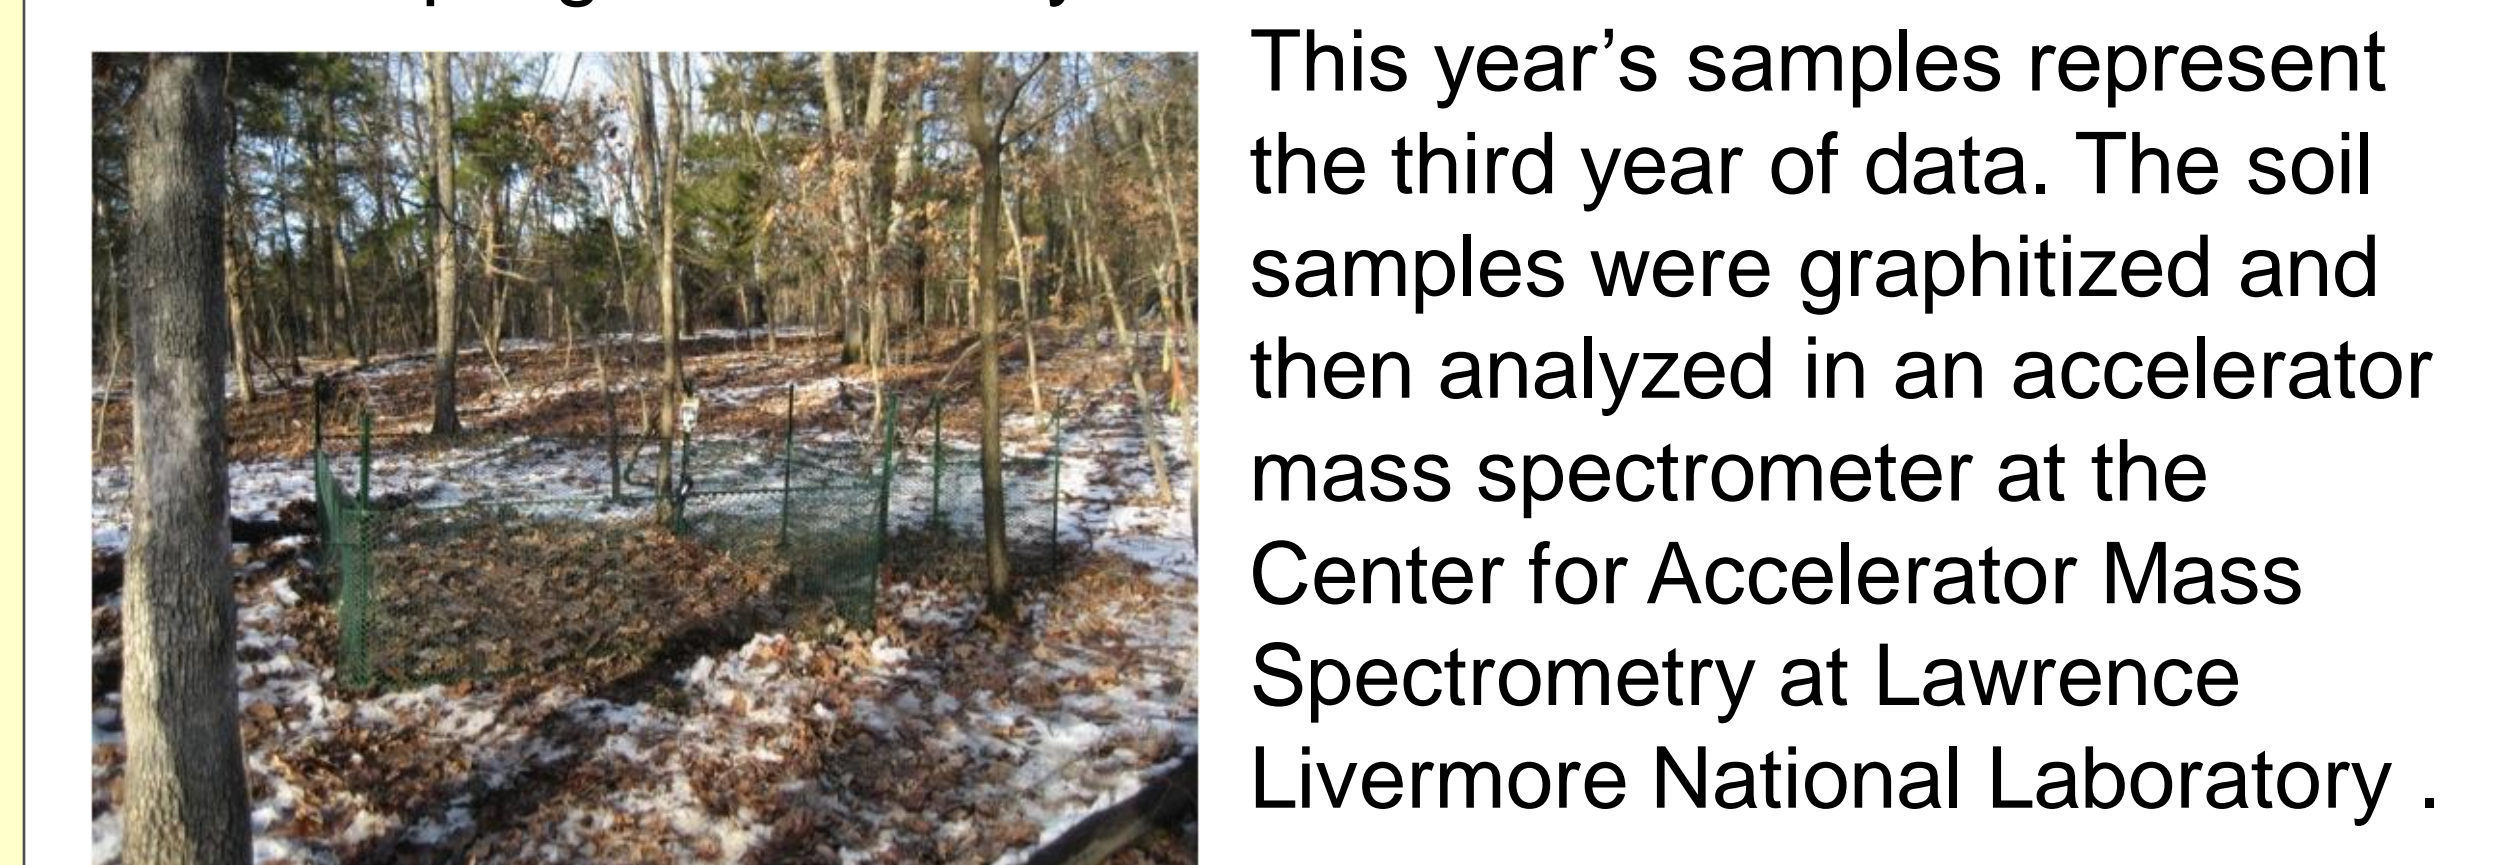 This year’s samples represent
the third year of data. The soil
samples were graphitized and
then analyzed in an accelerator
mass spectrometer at the
Center for Accelerator Mass
Spectrometry at Lawrence
Livermore National Laboratory .